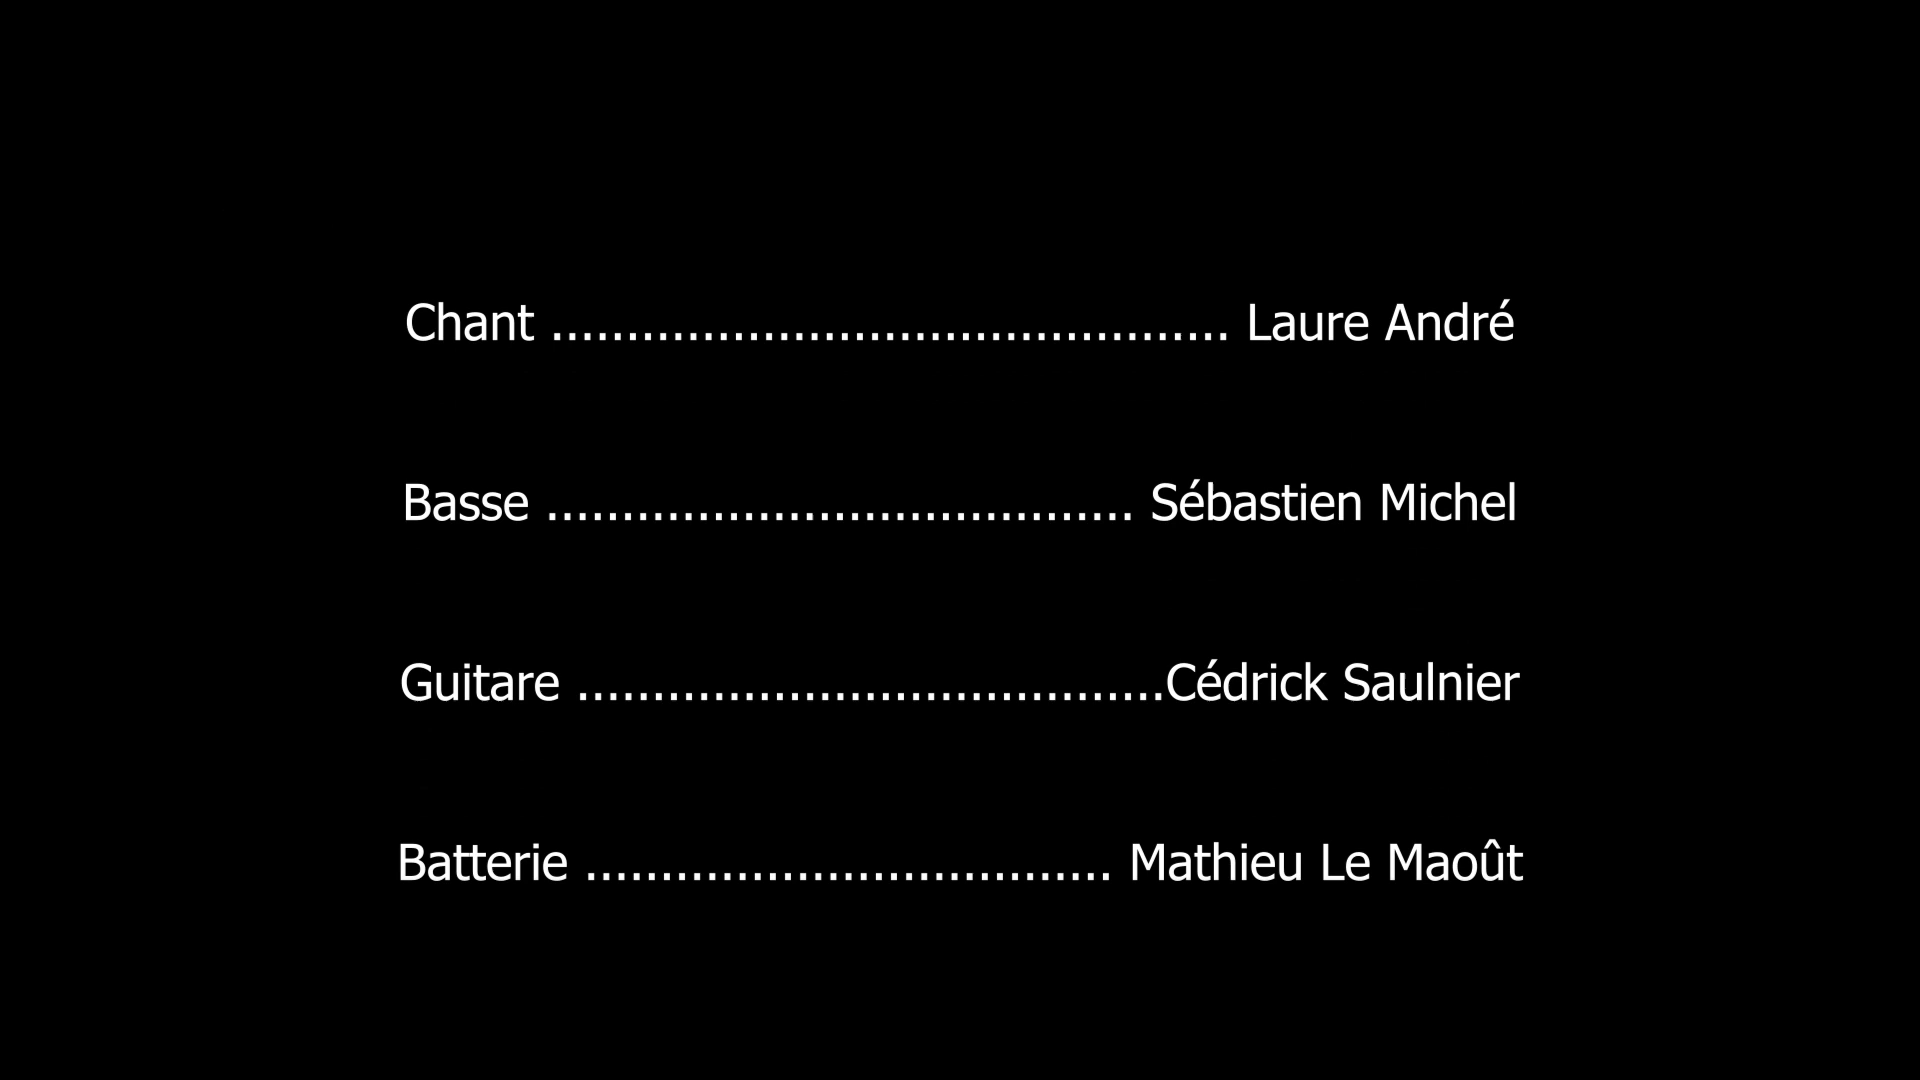 Chant ............................................. Laure André
Basse ....................................... Sébastien Michel
Guitare .......................................Cédrick Saulnier
Batterie ................................... Mathieu Le Maoût